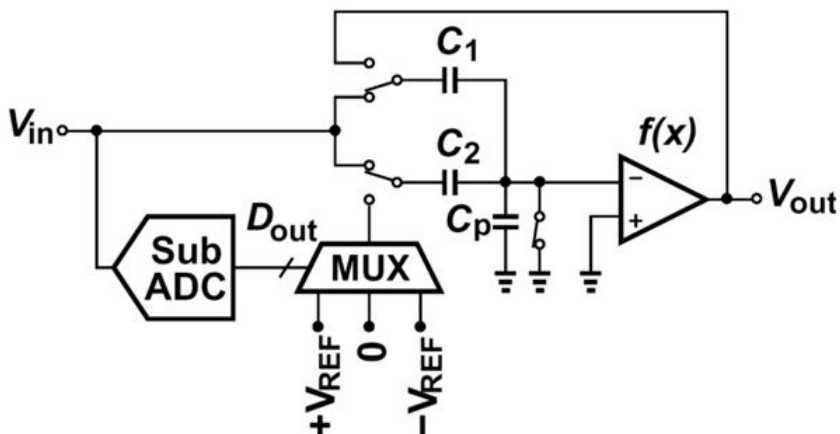 C1
Vin
C2
f(x)
Vout
Cp
−
+
Dout
Sub
ADC
MUX
+VREF
0
−VREF